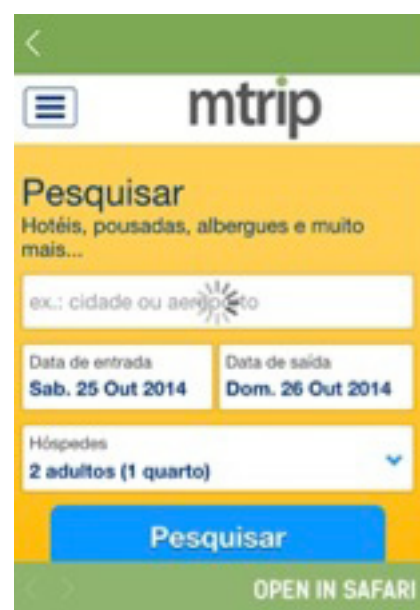 mtrip
Pesquisar
Hotéis, pousadas, albergues e muito
mais...
ex.: cidade ou aeroporto
Data de entrada
Sab. 25 Out 2014
Data de saída
Dom. 26 Out 2014
Hóspedes
2 adultos (1 quarto)
Pesquisar
OPEN IN SAFARI